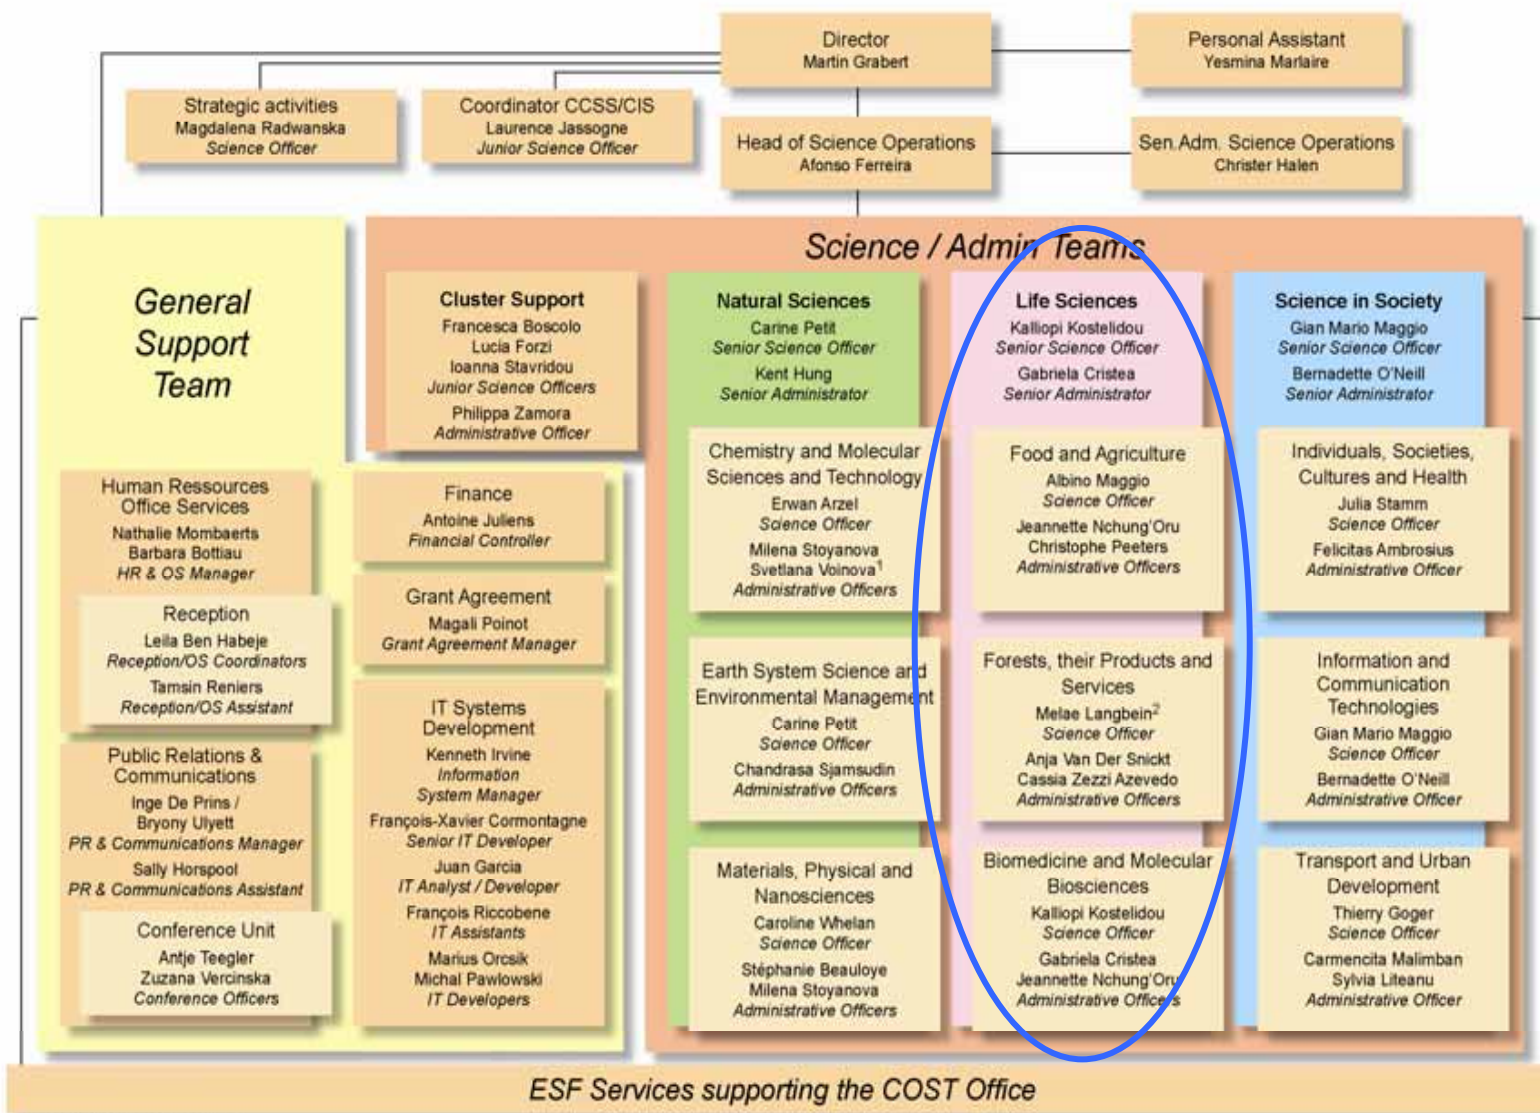 Director
Martin Grabert
Personal Assistant
Yesmina Marlaire
Strategic activities
Magdalena Radwanska
Science Officer
Coordinator CCSS/CIS
Laurence Jassogne
Junior Science Officer
Head of Science Operations
Afonso Ferreira
Sen.Adm. Science Operations
Christer Halen
General
Support
Team
Human Ressources
Office Services
Nathalie Mombaerts
Barbara Bottiau
HR & OS Manager
Reception
Leila Ben Habeje
Reception/OS Coordinators
Tamsin Reniers
Reception/OS Assistant
Public Relations &
Communications
Inge De Prins /
Bryony Ulyett
PR & Communications Manager
Sally Horspool
PR & Communications Assistant
Conference Unit
Antje Teegler
Zuzana Vercinska
Conference Officers
Finance
Antoine Juliens
Financial Controller
Grant Agreement
Magali Poinot
Grant Agreement Manager
IT Systems
Development
Kenneth Irvine
Information
System Manager
François-Xavier Cormontagne
Senior IT Developer
Juan Garcia
IT Analyst / Developer
François Riccobene
IT Assistants
Marius Orcsik
Michal Pawlowski
IT Developers
Science / Admin Teams
Cluster Support
Francesca Boscolo
Lucia Forzi
Ioanna Stavridou
Junior Science Officers
Philippa Zamora
Administrative Officer
Natural Sciences
Carine Petit
Senior Science Officer
Kent Hung
Senior Administrator
Chemistry and Molecular
Sciences and Technology
Erwan Arzel
Science Officer
Milena Stoyanova
Svetlana Voinova¹
Administrative Officers
Earth System Science and
Environmental Management
Carine Petit
Science Officer
Chandrasa Sjamsudin
Administrative Officers
Materials, Physical and
Nanosciences
Caroline Whelan
Science Officer
Stéphanie Beauloye
Milena Stoyanova
Administrative Officers
Life Sciences
Kalliopi Kostelidou
Senior Science Officer
Gabriela Cristea
Senior Administrator
Food and Agriculture
Albino Maggio
Science Officer
Jeannette Nchung'Oru
Christophe Peeters
Administrative Officers
Forests, their Products and
Services
Melae Langbein²
Science Officer
Anja Van Der Snickt
Cassia Zezzi Azevedo
Administrative Officers
Biomedicine and Molecular
Biosciences
Kalliopi Kostelidou
Science Officer
Gabriela Cristea
Jeannette Nchung'Oru
Administrative Officers
Science in Society
Gian Mario Maggio
Senior Science Officer
Bernadette O'Neill
Senior Administrator
Individuals, Societies,
Cultures and Health
Julia Stamm
Science Officer
Felicitas Ambrosius
Administrative Officer
Information and
Communication
Technologies
Gian Mario Maggio
Science Officer
Bernadette O'Neill
Administrative Officer
Transport and Urban
Development
Thierry Goger
Science Officer
Carmencita Malimban
Sylvia Liteanu
Administrative Officer
ESF Services supporting the COST Office